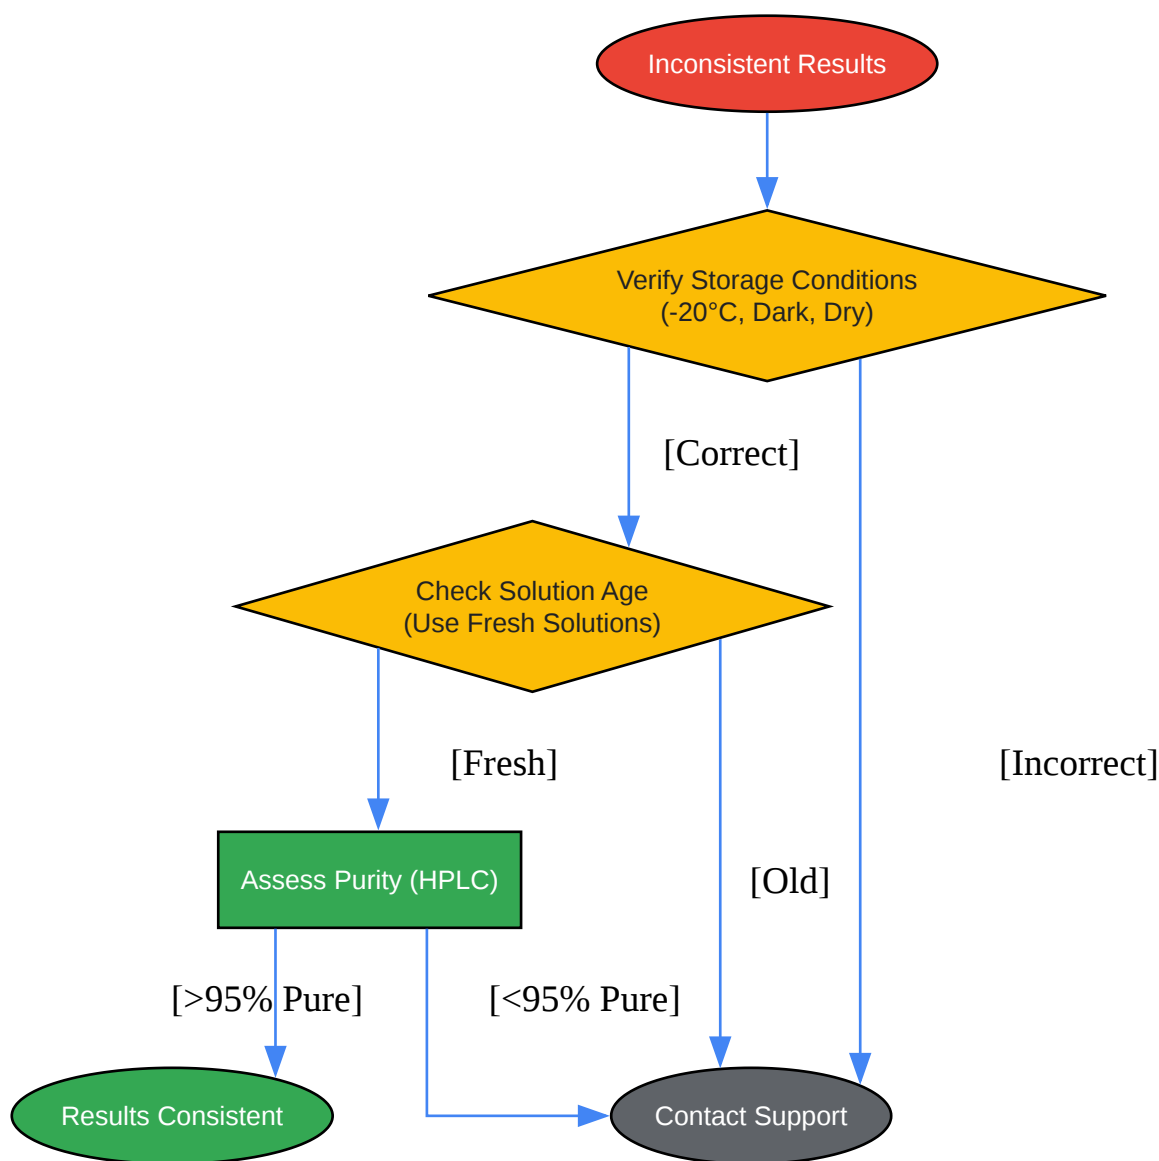 Inconsistent Results
Verify Storage Conditions
(-20°C, Dark, Dry)
[Correct]
Check Solution Age
(Use Fresh Solutions)
[Fresh]
[Incorrect]
Assess Purity (HPLC)
[Old]
[>95% Pure]
[<95% Pure]
Results Consistent
Contact Support